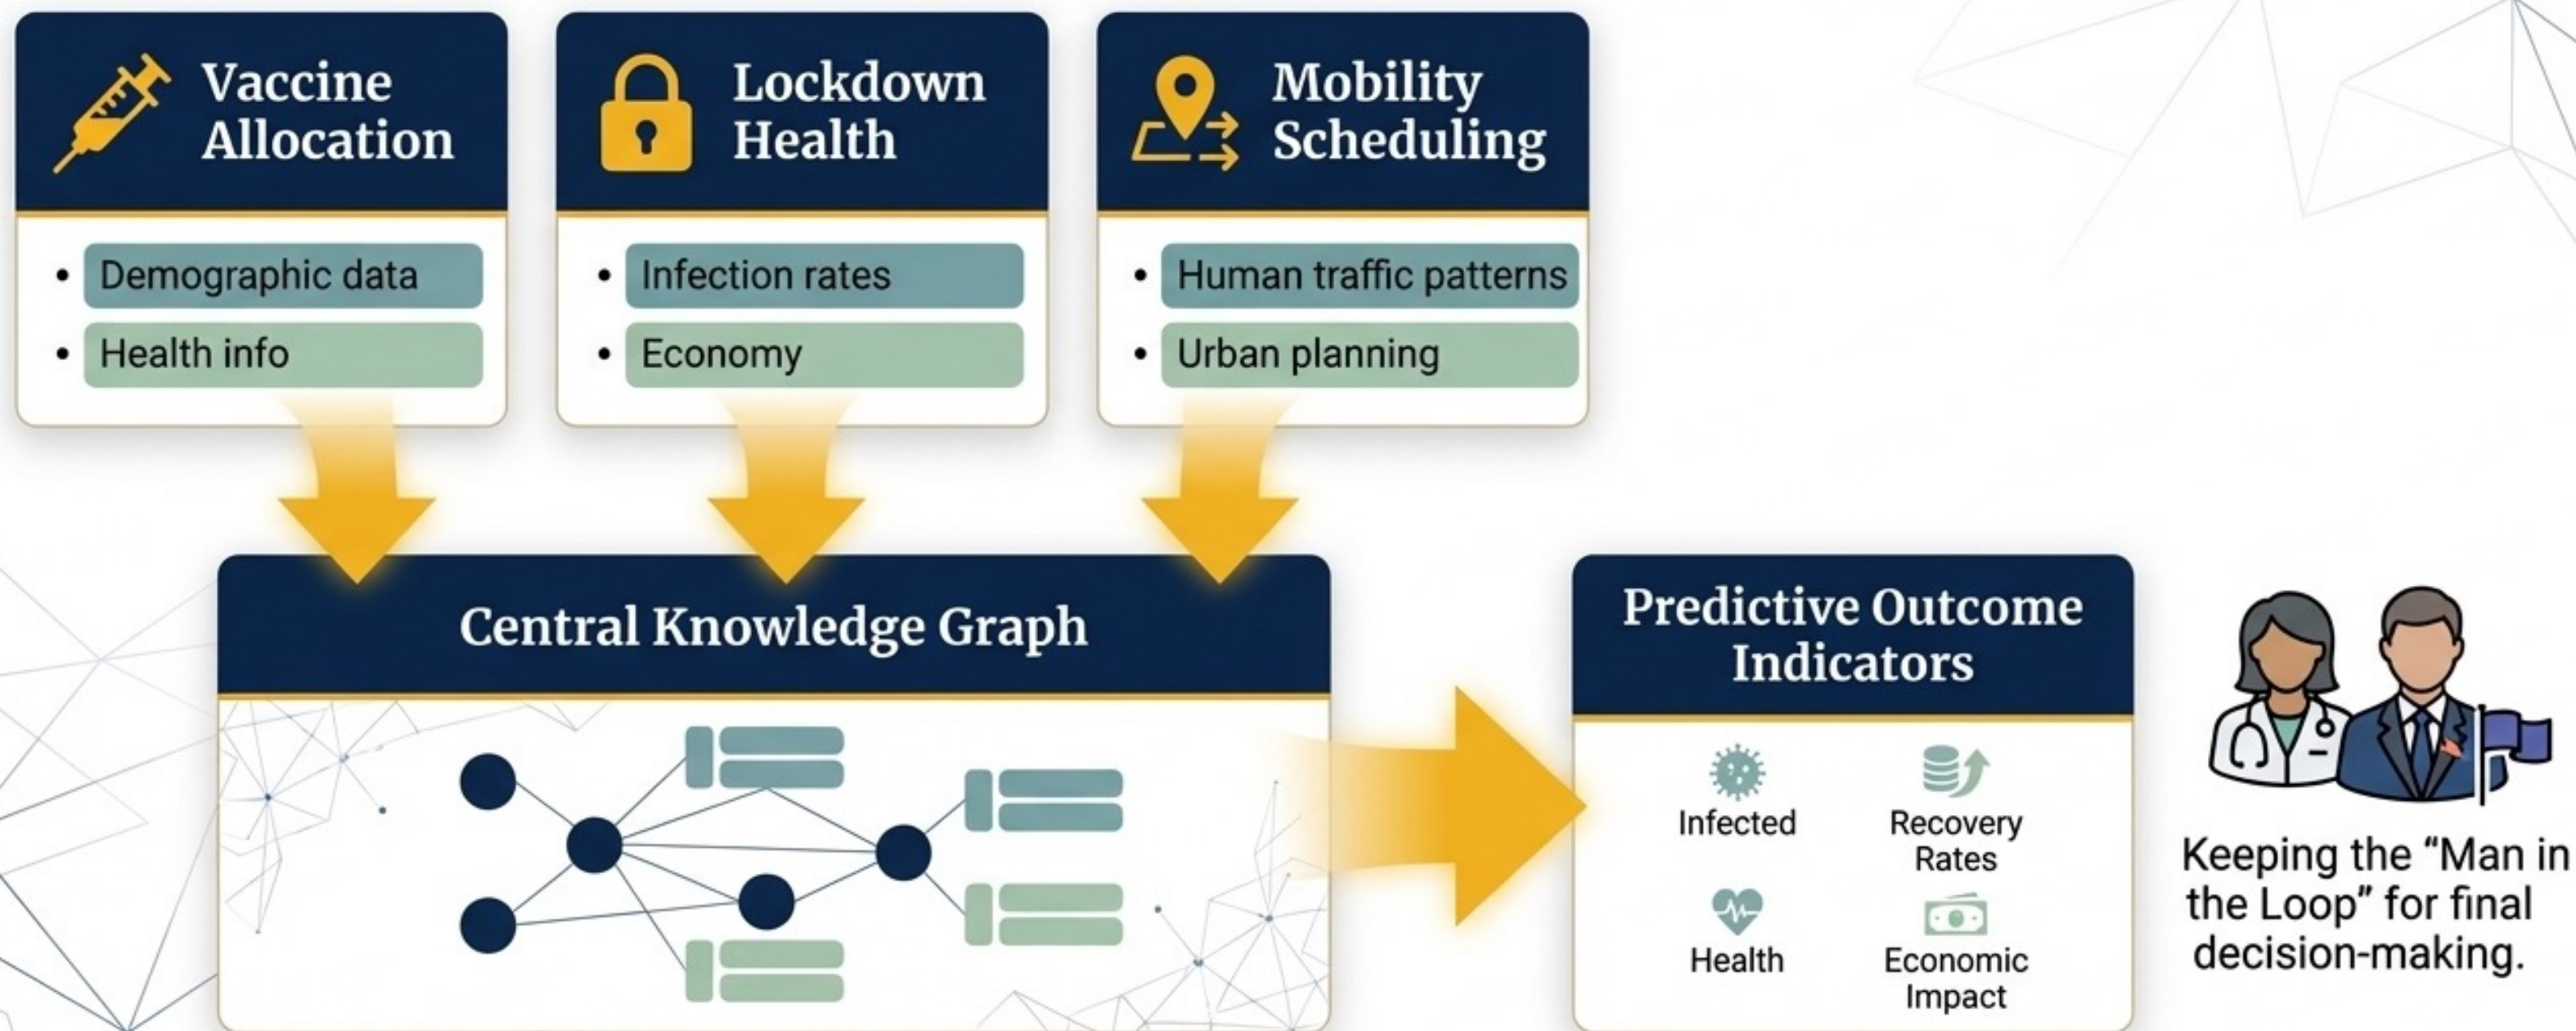 Vaccine
Allocation
• Demographic data
• Health info
Lockdown
Health
• Infection rates
• Economy
Mobility
Scheduling
• Human traffic patterns
• Urban planning
Central Knowledge Graph
Predictive Outcome
Indicators
Infected
Recovery
Rates
Health
Economic
Impact
Keeping the “Man in
the Loop” for final
decision-making.